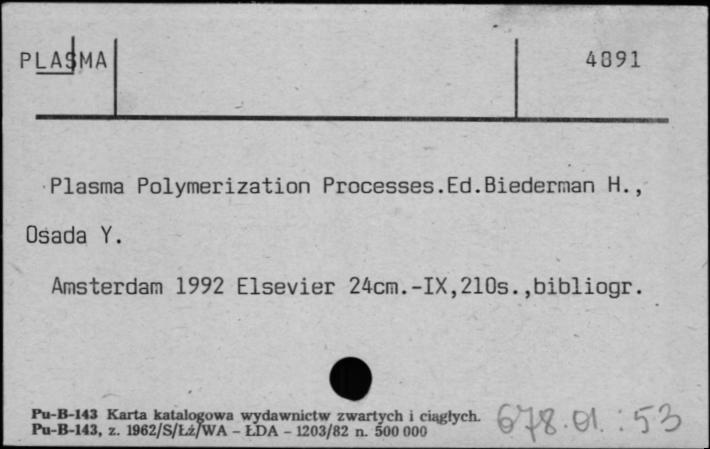 PLASMA 4891
Plasma Polymerization Processes.Ed.Biederman H.,
Osada Y.
Amsterdam 1992 Elsevier 24cm.-IX,210s.,bibliogr.
Pu-B-143 Karta katalogowa wydawnictw zwartych i ciągłych.
Pu-B-143, z. 1962/S/Łż/WA - ŁDA - 1203/82 n. 500 000
678.01.:53